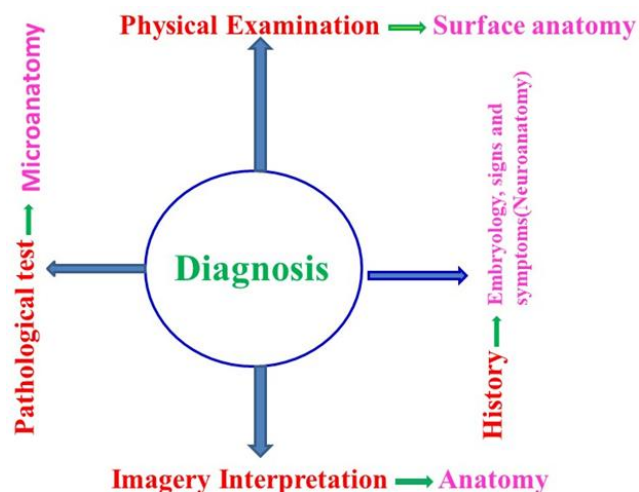 Physical Examination
Surface anatomy
Pathological test
Microanatomy
Diagnosis
History
Embryology, signs and
symptoms(Neuroanatomy)
Imagery Interpretation
Anatomy